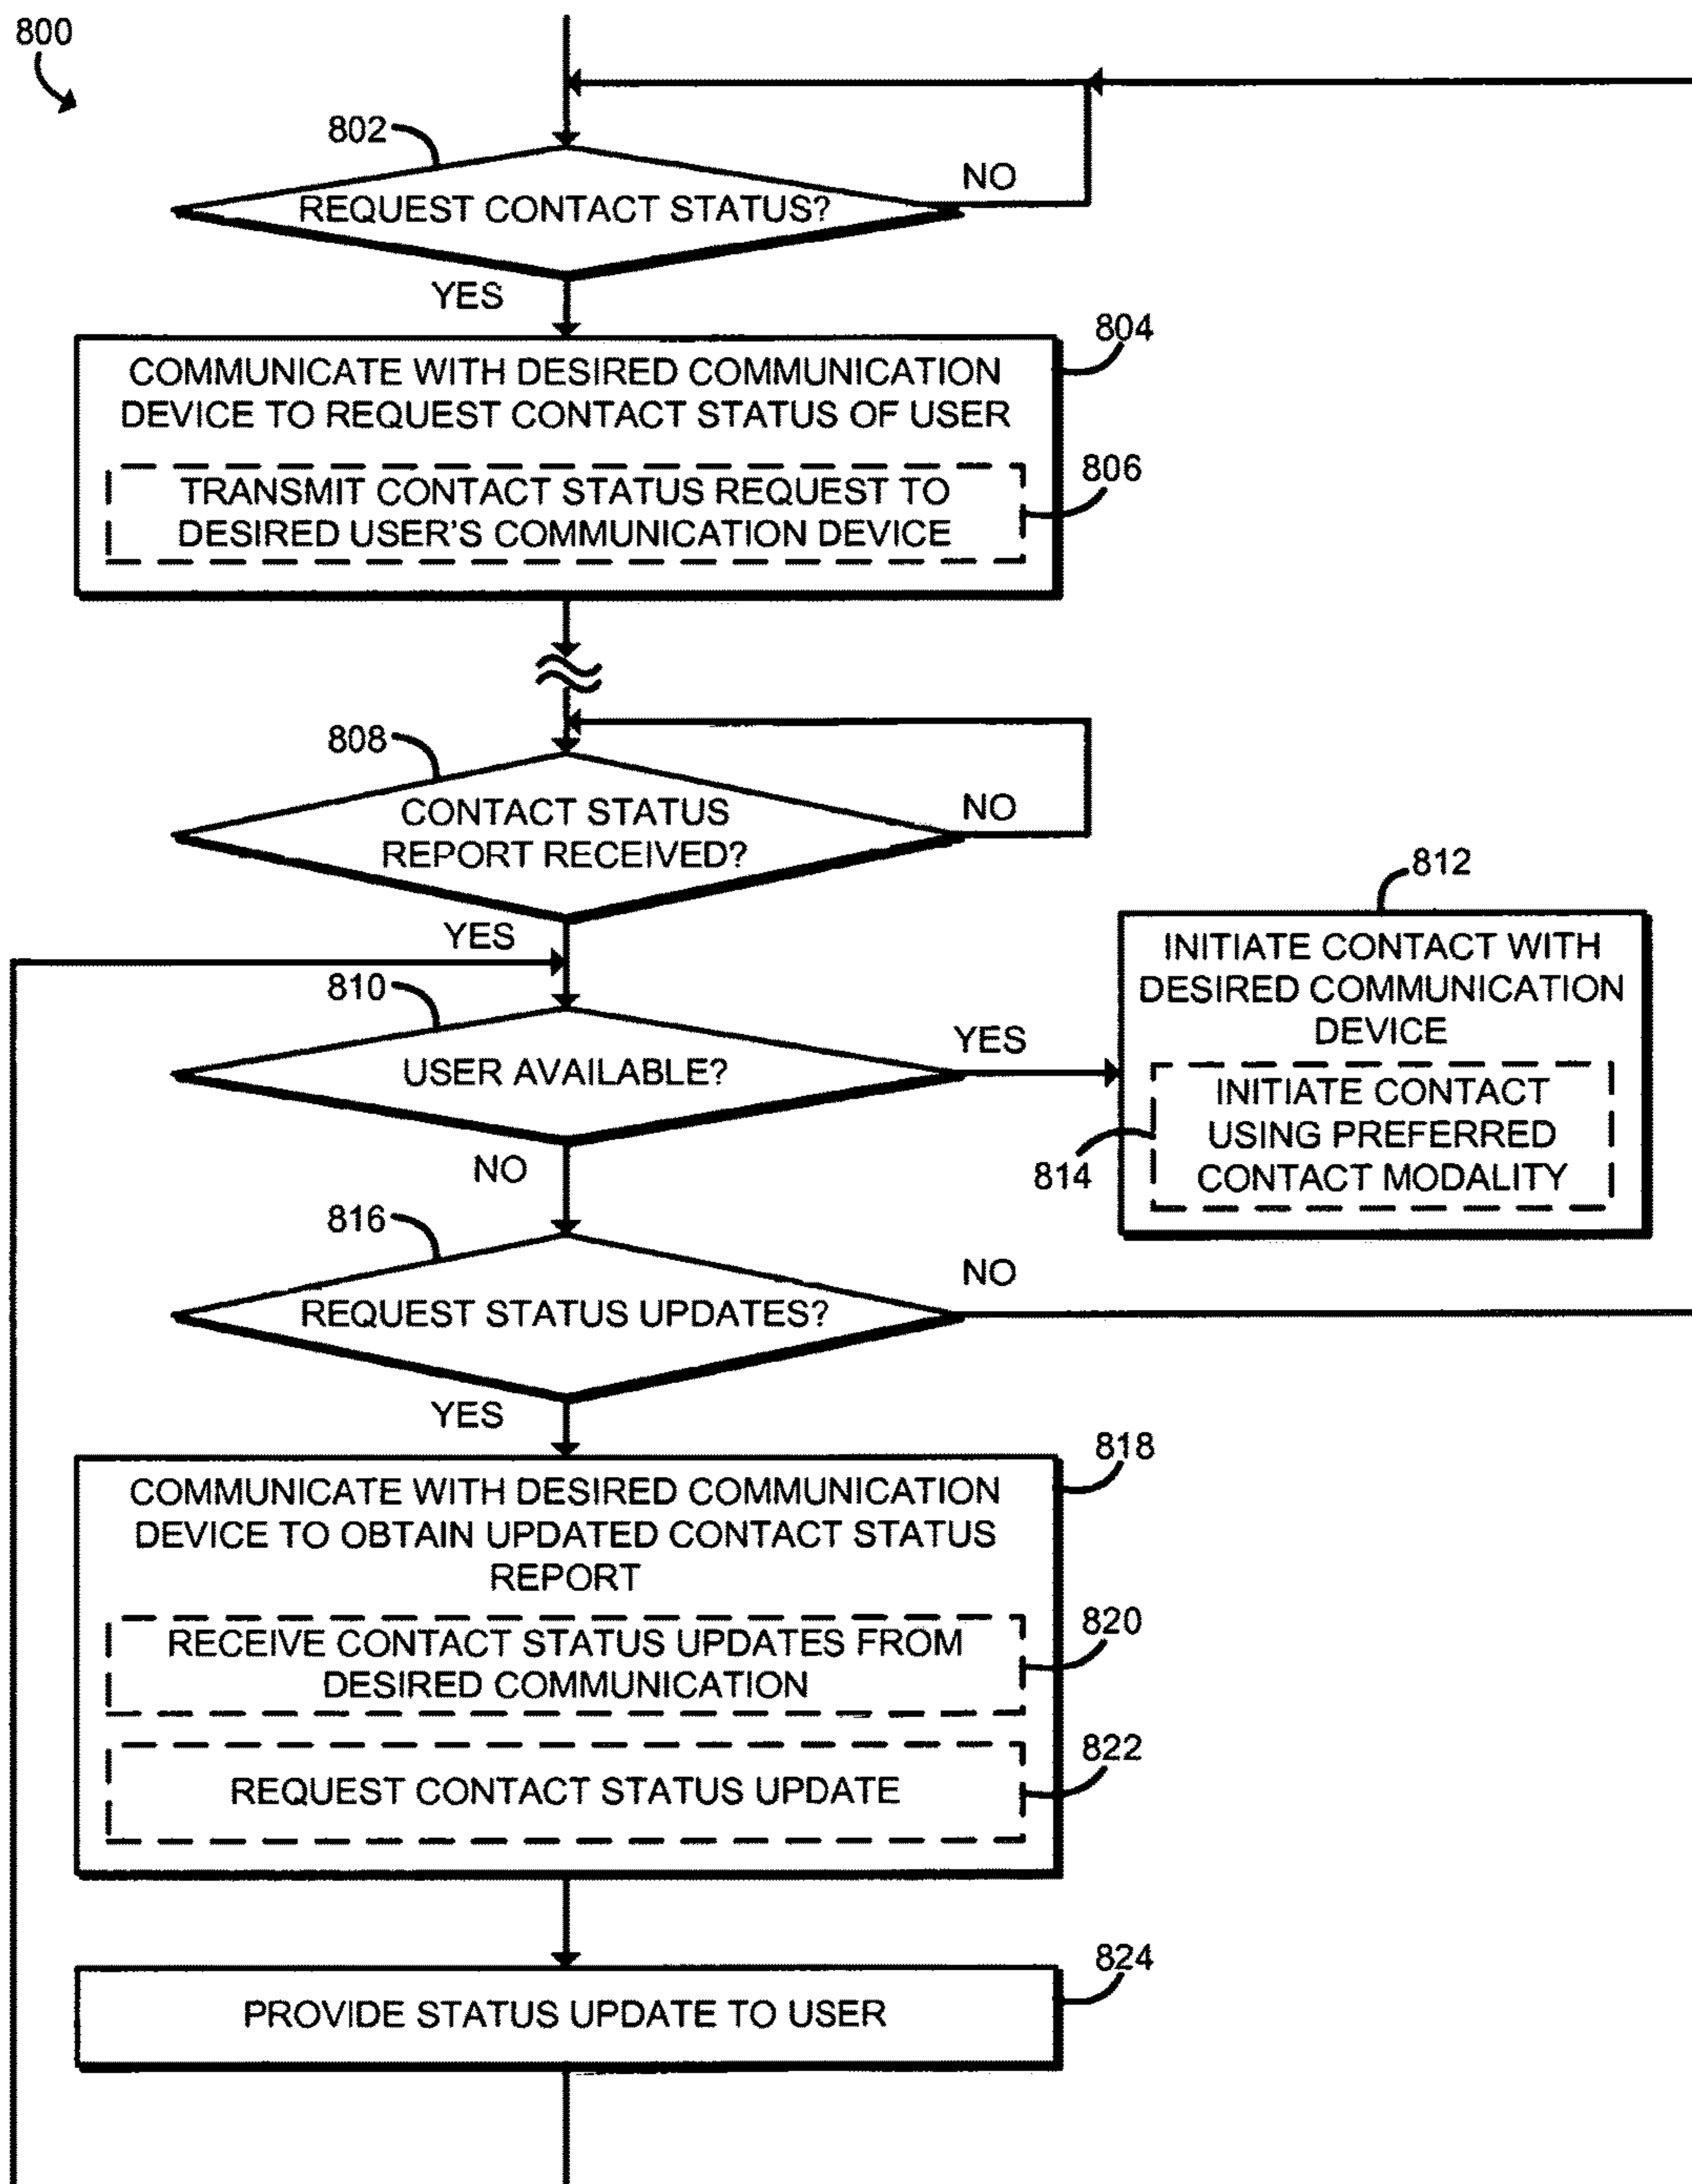 800
802
NO
REQUEST CONTACT STATUS?
YES
804
COMMUNICATE WITH DESIRED COMMUNICATION
DEVICE TO REQUEST CONTACT STATUS OF USER
806
TRANSMIT CONTACT STATUS REQUEST TO
DESIRED USER'S COMMUNICATION DEVICE
808
NO
CONTACT STATUS
REPORT RECEIVED?
YES
812
INITIATE CONTACT WITH
DESIRED COMMUNICATION
DEVICE
814
INITIATE CONTACT
USING PREFERRED
CONTACT MODALITY
810
YES
USER AVAILABLE?
NO
816
NO
REQUEST STATUS UPDATES?
YES
818
COMMUNICATE WITH DESIRED COMMUNICATION
DEVICE TO OBTAIN UPDATED CONTACT STATUS
REPORT
820
RECEIVE CONTACT STATUS UPDATES FROM
DESIRED COMMUNICATION
822
REQUEST CONTACT STATUS UPDATE
824
PROVIDE STATUS UPDATE TO USER